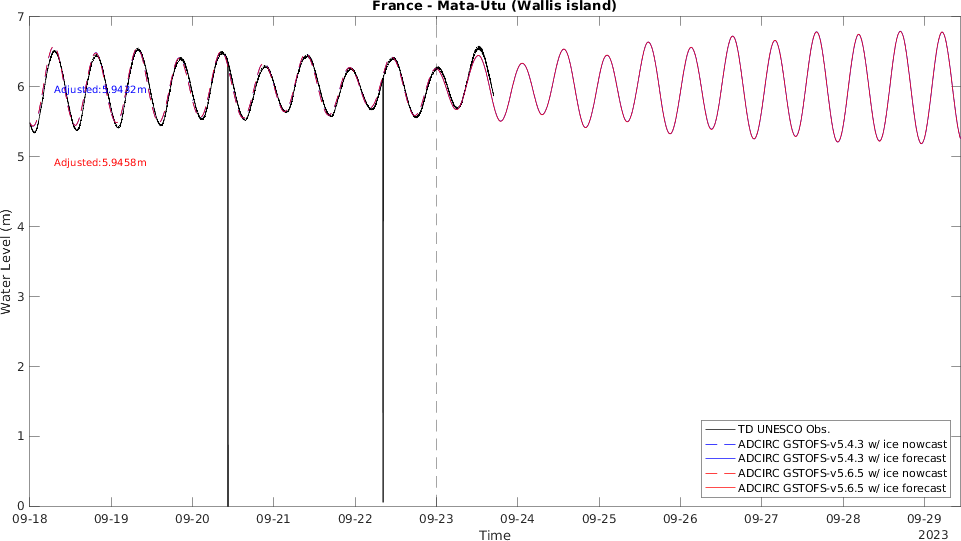 France - Mata-Utu (Wallis island)
7
6
5
4
3
2
1
0
Water Level (m)
Adjusted:5.9432m
Adjusted:5.9458m
TD UNESCO Obs.
ADCIRC GSTOFS-v5.4.3 w/ ice nowcast
ADCIRC GSTOFS-v5.4.3 w/ ice forecast
ADCIRC GSTOFS-v5.6.5 w/ ice nowcast
ADCIRC GSTOFS-v5.6.5 w/ ice forecast
09-18 09-19 09-20 09-21 09-22 09-23 09-24 09-25 09-26 09-27 09-28 09-29
Time
2023